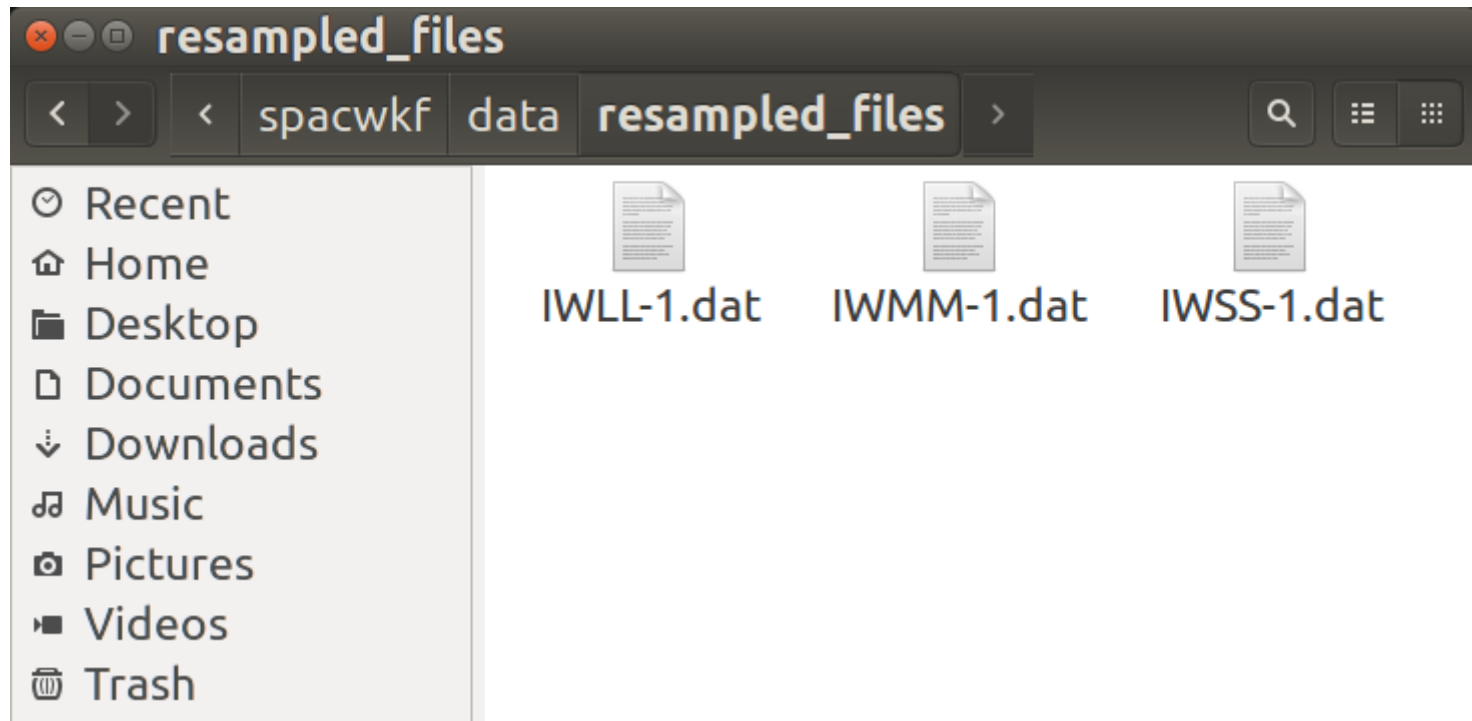 resampled_files
spacwkf data resampled_files
Recent
Home
Desktop
Documents
Downloads
Music
Pictures
Videos
Trash
IWLL-1.dat IWMM-1.dat IWSS-1.dat